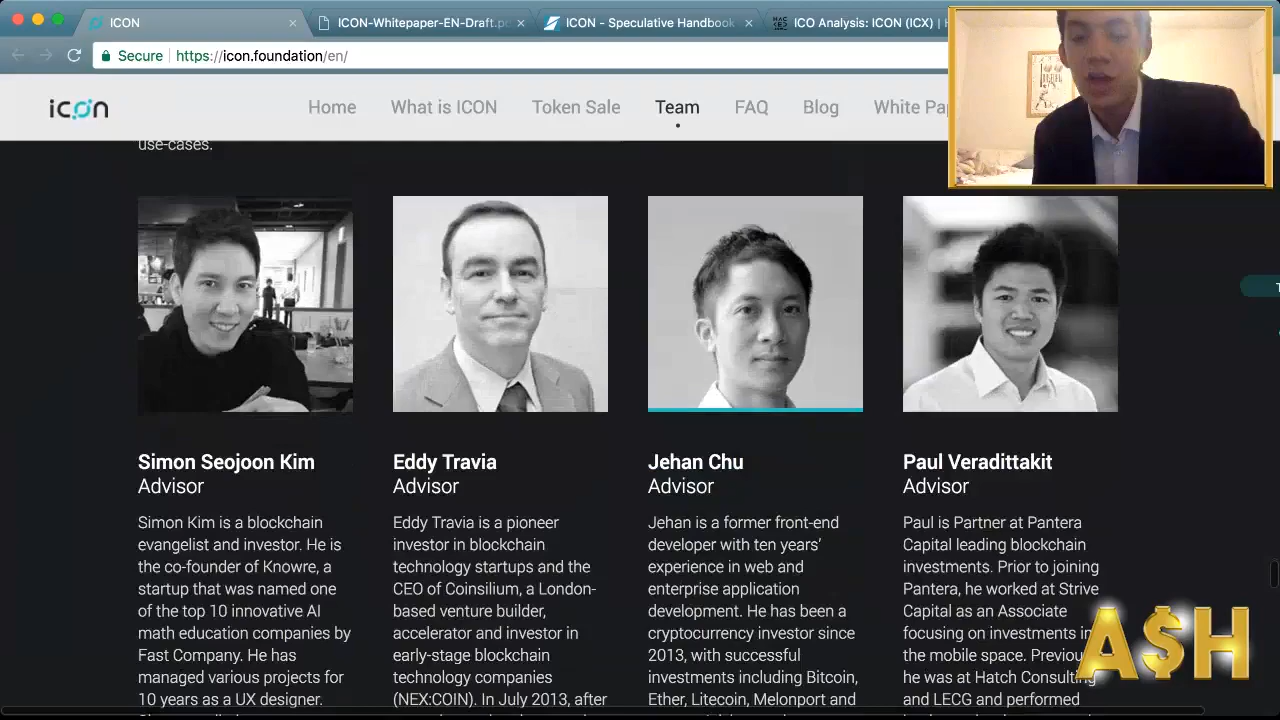 ICON
ICON-Whitepaper-EN-Draft.p
ICON - Speculative Handbook
ICO Analysis: ICON (ICX) |
Secure
https://icon.foundation/en/
icon
Home
What is ICON
Token Sale
Team
FAQ
Blog
White Pap
use-cases.
Simon Seojoon Kim
Advisor
Simon Kim is a blockchain
evangelist and investor. He is
the co-founder of Knowre, a
startup that was named one
of the top 10 innovative AI
math education companies by
Fast Company. He has
managed various projects for
10 years as a UX designer.
Eddy Travia
Advisor
Eddy Travia is a pioneer
investor in blockchain
technology startups and the
CEO of Coinsilium, a London-
based venture builder,
accelerator and investor in
early-stage blockchain
technology companies
(NEX:COIN). In July 2013, after
Jehan Chu
Advisor
Jehan is a former front-end
developer with ten years’
experience in web and
enterprise application
development. He has been a
cryptocurrency investor since
2013, with successful
investments including Bitcoin,
Ether, Litecoin, Melonport and
Paul Veradittakit
Advisor
Paul is Partner at Pantera
Capital leading blockchain
investments. Prior to joining
Pantera, he worked at Strive
Capital as an Associate
focusing on investments in
the mobile space. Previou
he was at Hatch Consulting
and LECG and performed
A$H